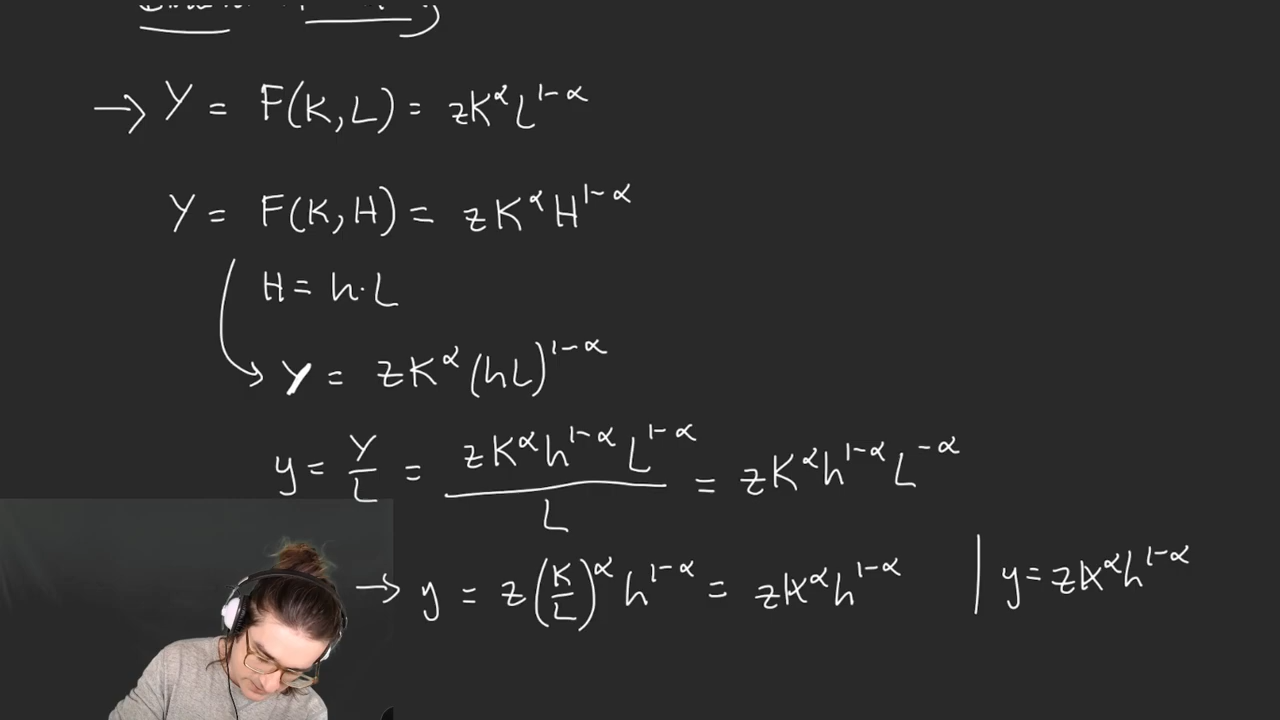 → Y = F(K,L) = zK^α L^{1-α}
Y = F(K,H) = zK^α H^{1-α}
H = h·L
→ Y = zK^α (hL)^{1-α}
y = Y/L = zK^α h^{1-α} L^{1-α} / L = zK^α h^{1-α} L^{-α}
→ y = z(K/L)^α h^{1-α} = zk^α h^{1-α} | y = zk^α h^{1-α}